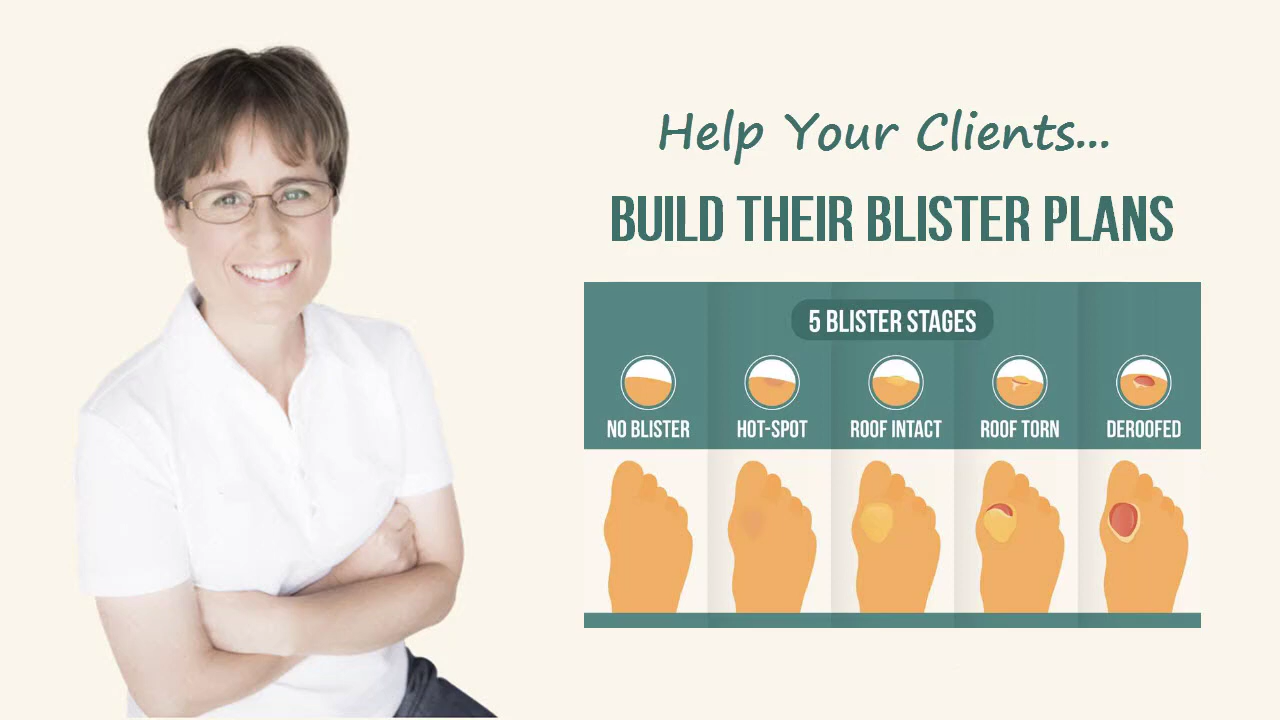 Help Your Clients...
BUILD THEIR BLISTER PLANS
5 BLISTER STAGES
NO BLISTER
HOT-SPOT
ROOF INTACT
ROOF TORN
DEROOFED